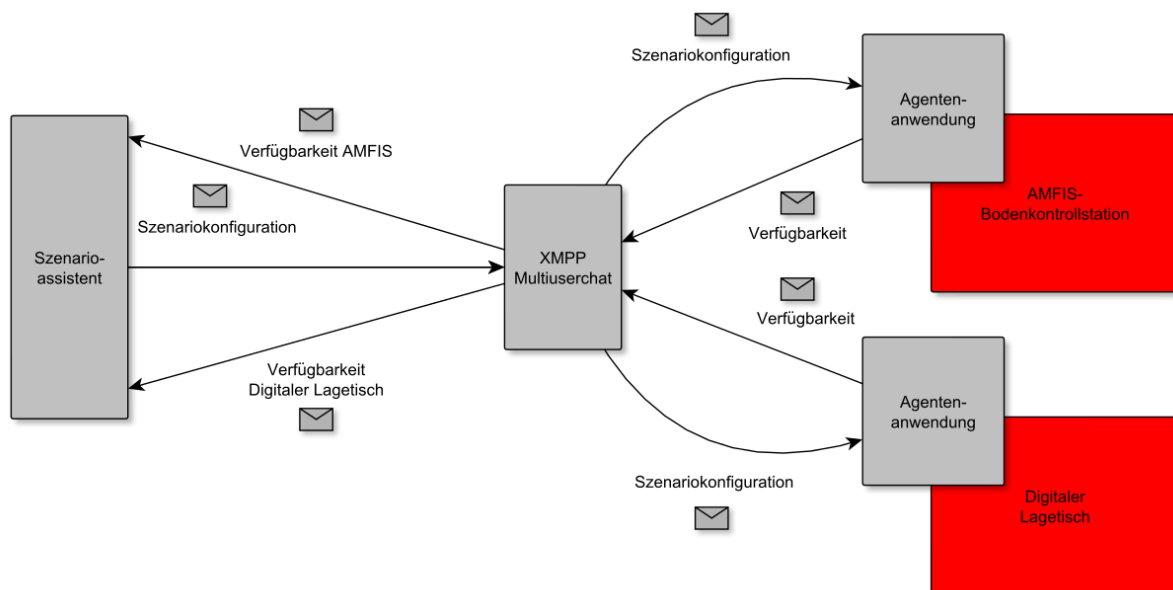 Szenariokonfiguration
Agenten-
anwendung
Verfügbarkeit AMFIS
Szenariokonfiguration
AMFIS-
Bodenkontrollstation
Verfügbarkeit
Szenario-
assistent
XMPP
Multiuserchat
Verfügbarkeit
Verfügbarkeit
Digitaler Lagetisch
Agenten-
anwendung
Szenariokonfiguration
Digitaler
Lagetisch